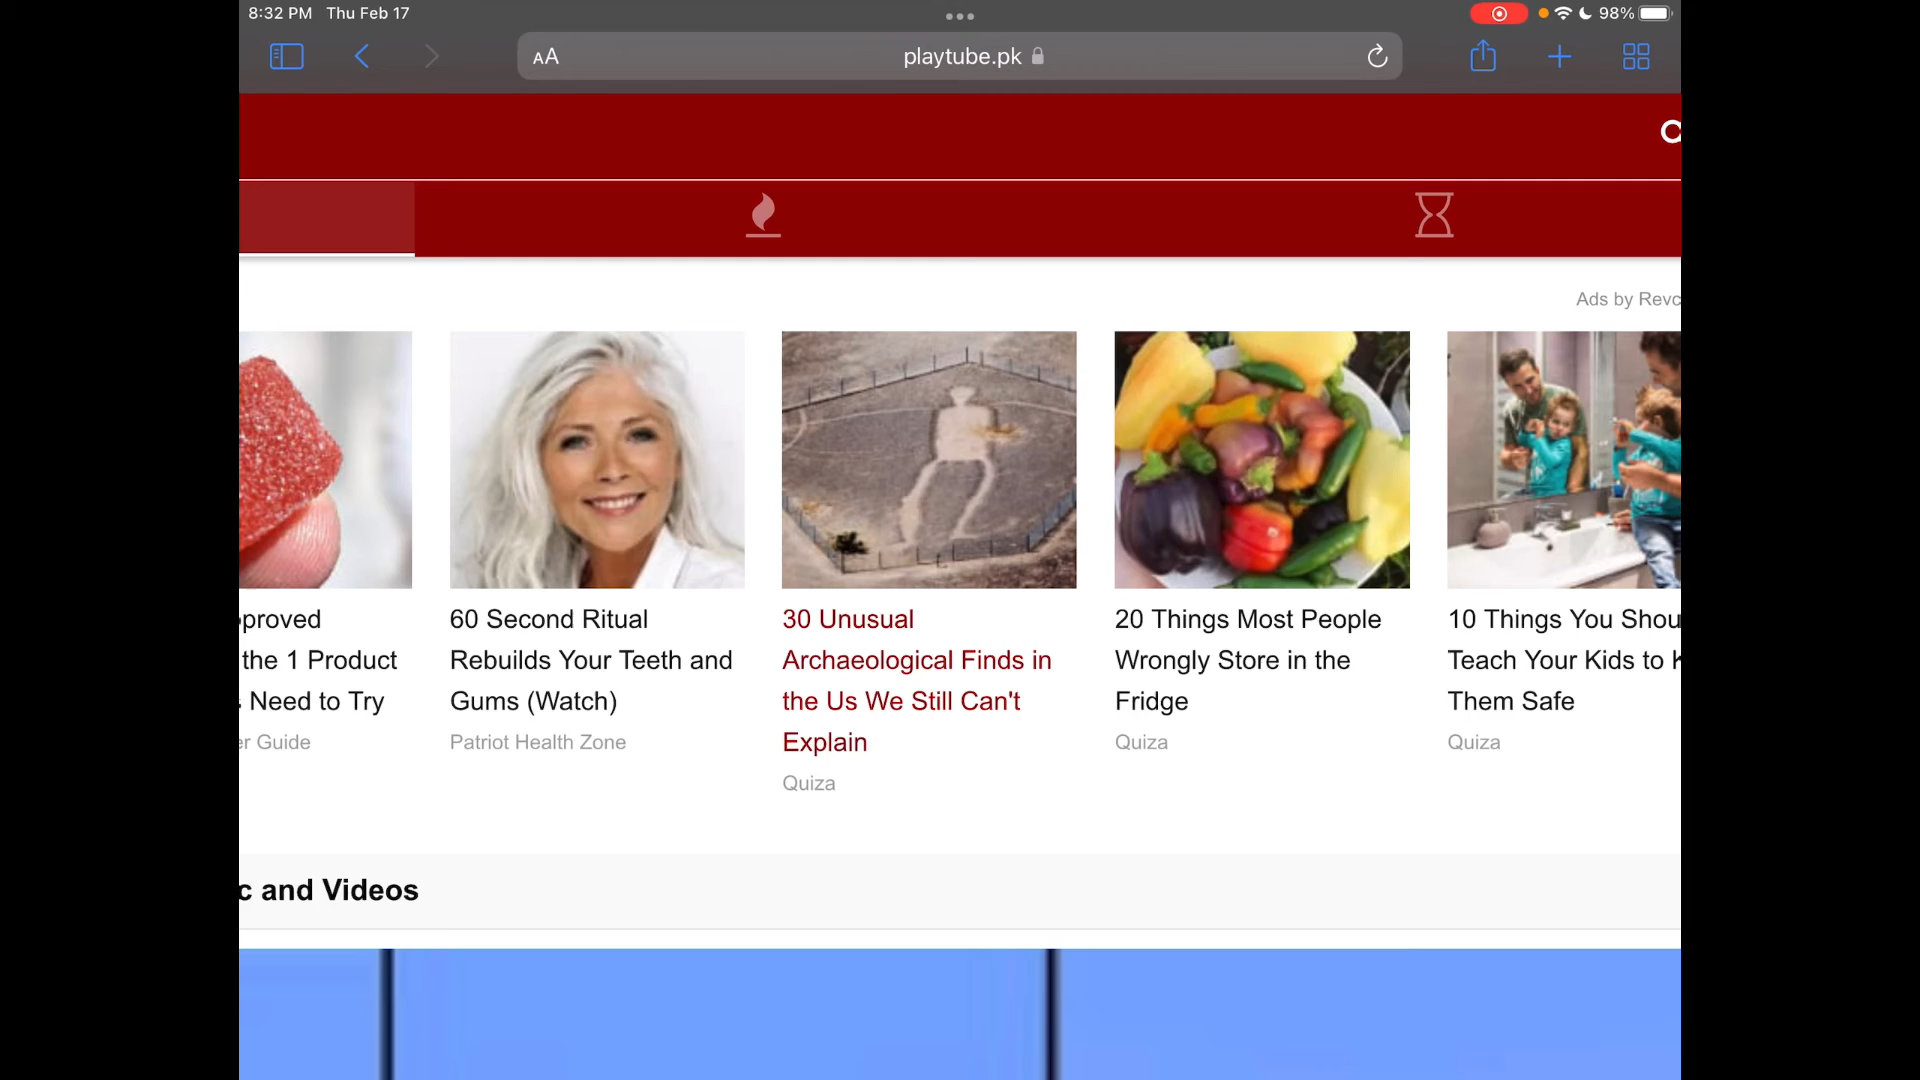 8:32 PM Thu Feb 17
98%
AA
playtube.pk
Ads by Revc
proved
the 1 Product
Need to Try
er Guide
60 Second Ritual
Rebuilds Your Teeth and
Gums (Watch)
Patriot Health Zone
30 Unusual
Archaeological Finds in
the Us We Still Can't
Explain
Quiza
20 Things Most People
Wrongly Store in the
Fridge
Quiza
10 Things You Shou
Teach Your Kids to K
Them Safe
Quiza
c and Videos